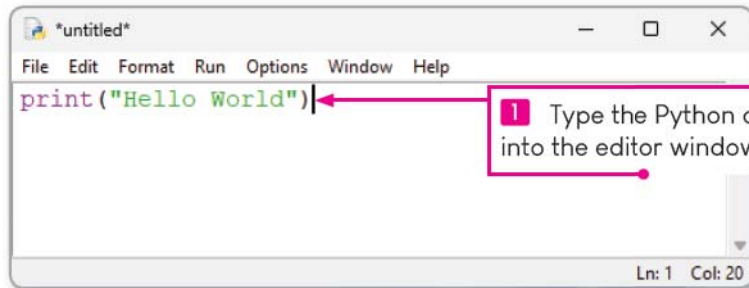 *untitled*
File Edit Format Run Options Window Help
print("Hello World")
1 Type the Python
into the editor window
Ln: 1 Col: 20